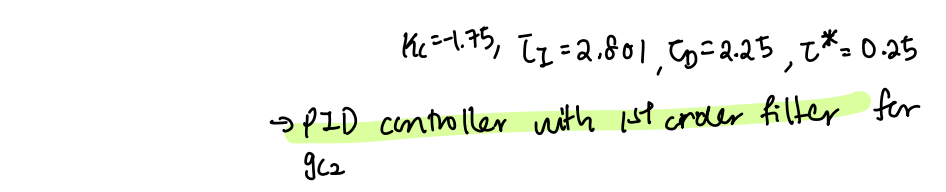 Kc=-1.75, τI=2.801, τD=2.25, τ*=0.25
→ PID controller with 1st order filter for
gc2